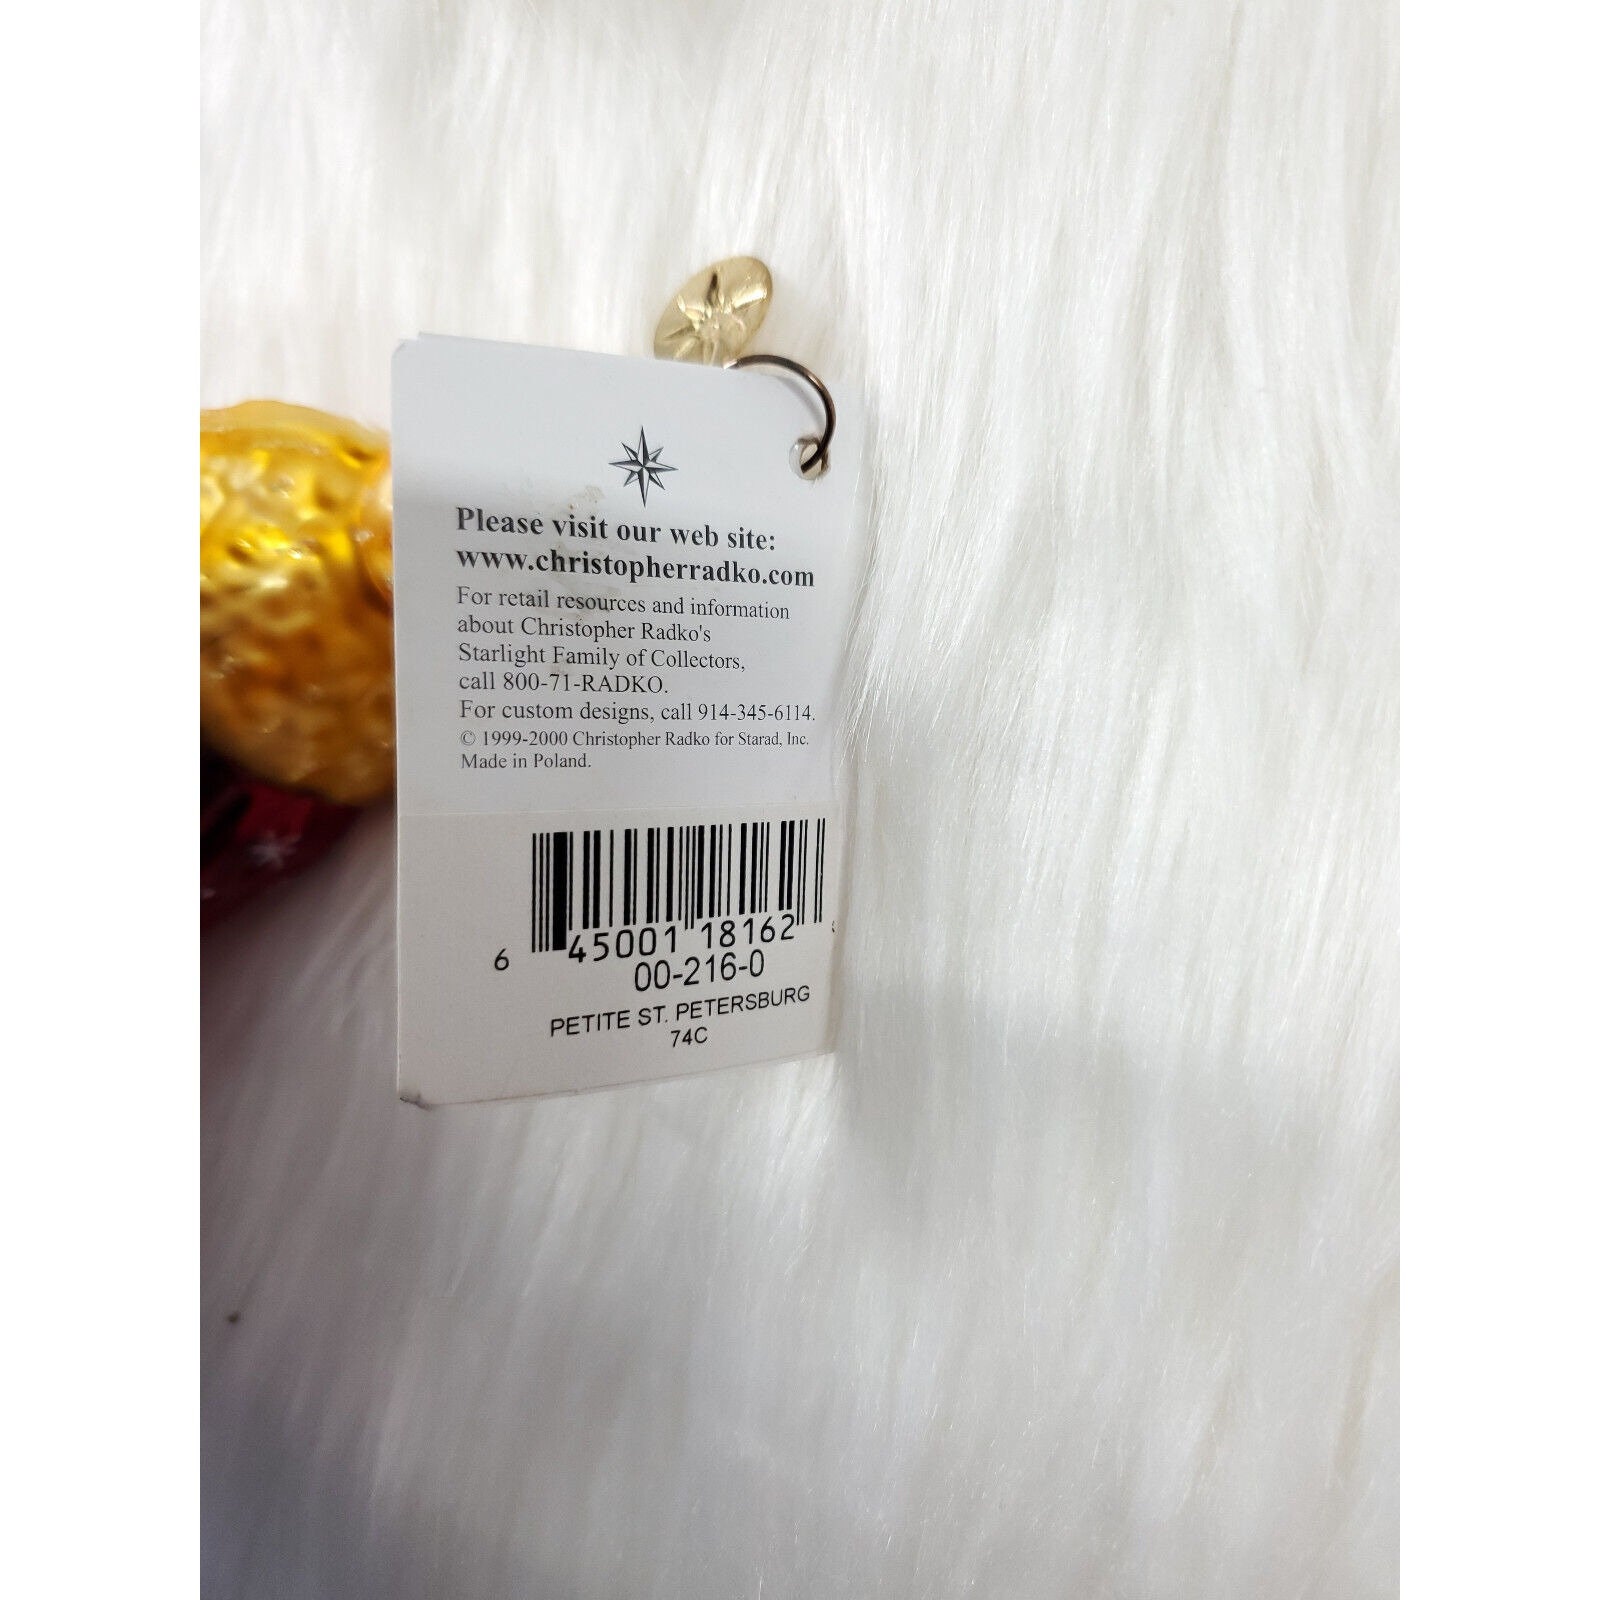 Please visit our web site:
www.christopherradko.com
For retail resources and information
about Christopher Radko's
Starlight Family of Collectors,
call 800-71-RADKO.
For custom designs, call 914-345-6114.
© 1999-2000 Christopher Radko for Starad, Inc.
Made in Poland.
6 45001 18162
00-216-0
PETITE ST. PETERSBURG
74C